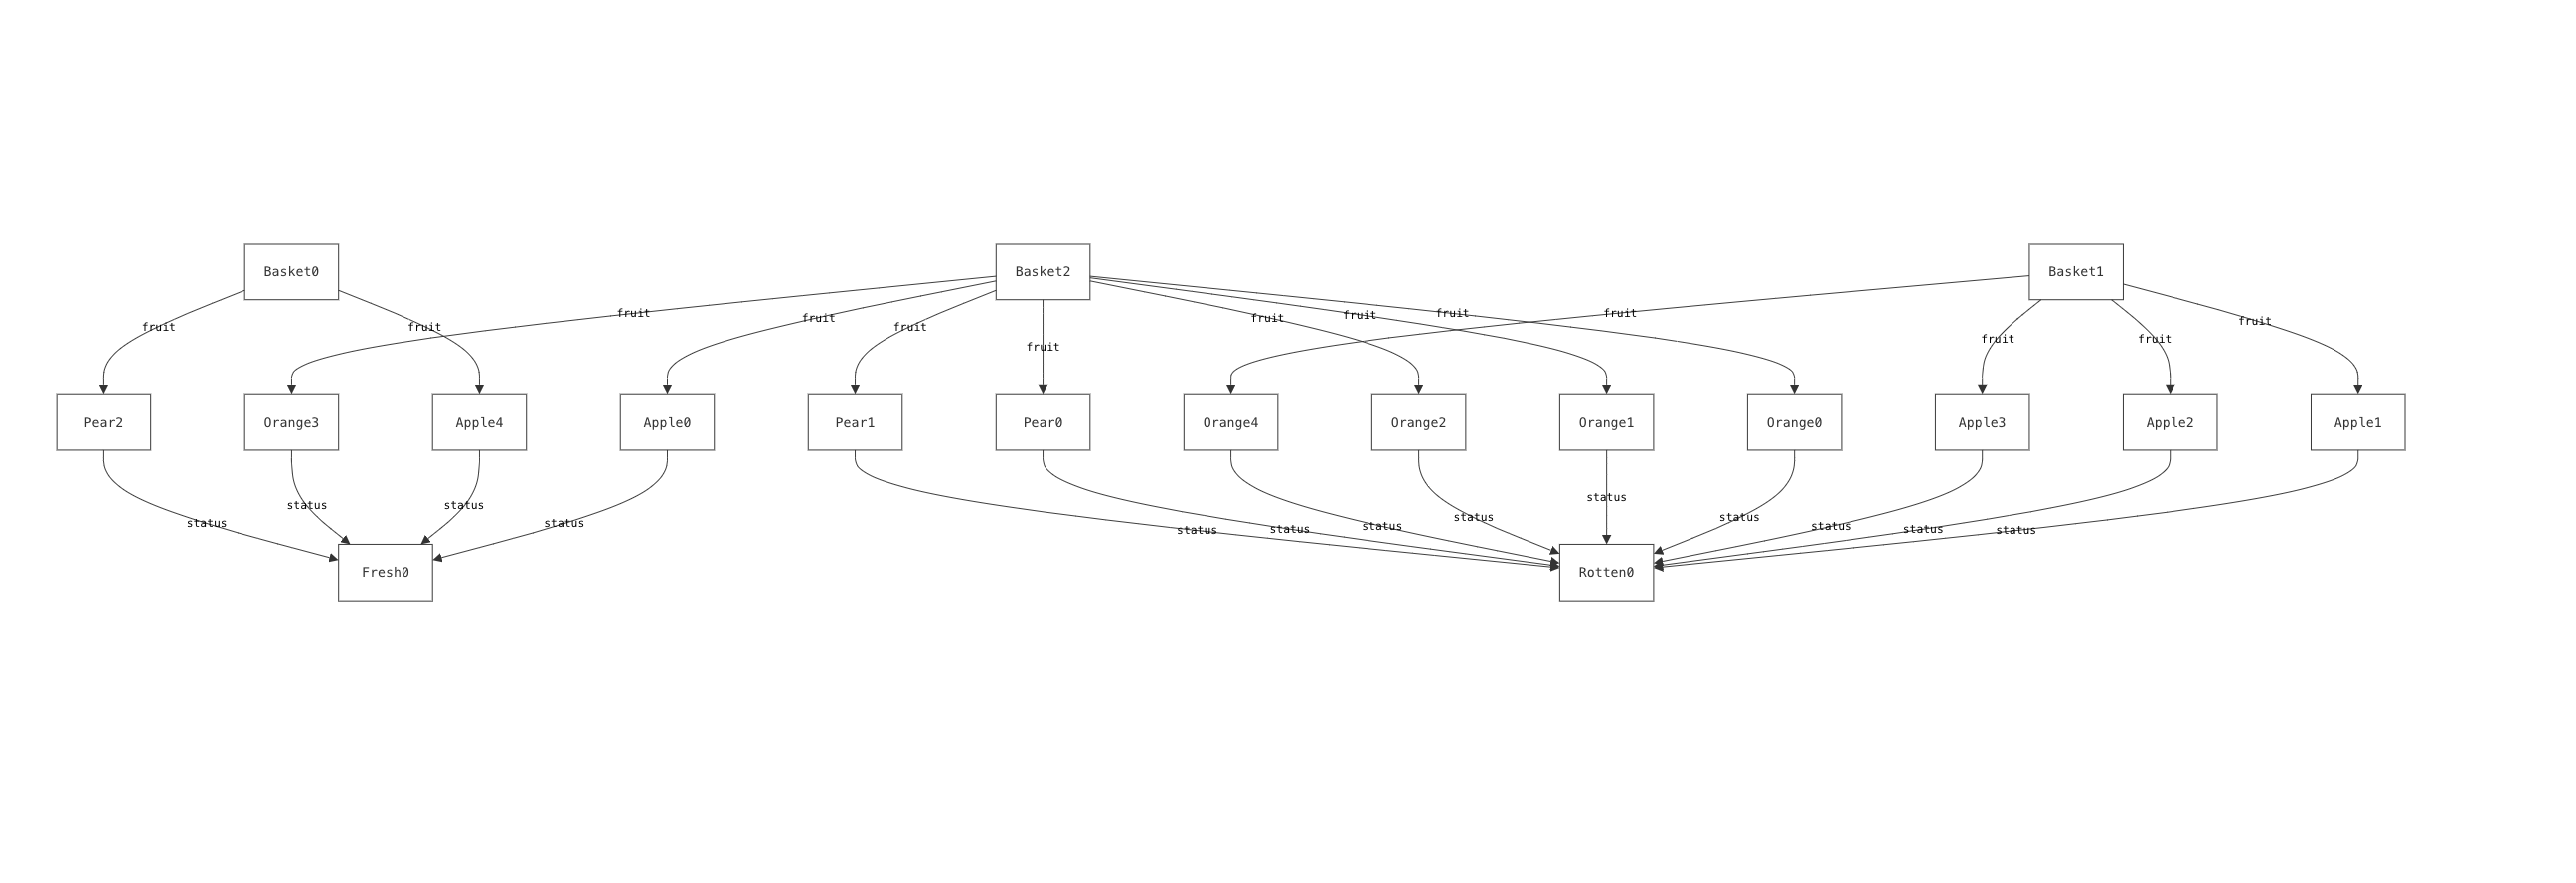 Basket0
Basket2
Basket1
fruit
fruit
fruit
fruit
fruit
fruit
fruit
fruit
fruit
fruit
fruit
fruit
fruit
Pear2
Orange3
Apple4
Apple0
Pear1
Pear0
Orange4
Orange2
Orange1
Orange0
Apple3
Apple2
Apple1
status
status
status
status
status
status
status
status
status
status
status
status
status
Fresh0
Rotten0